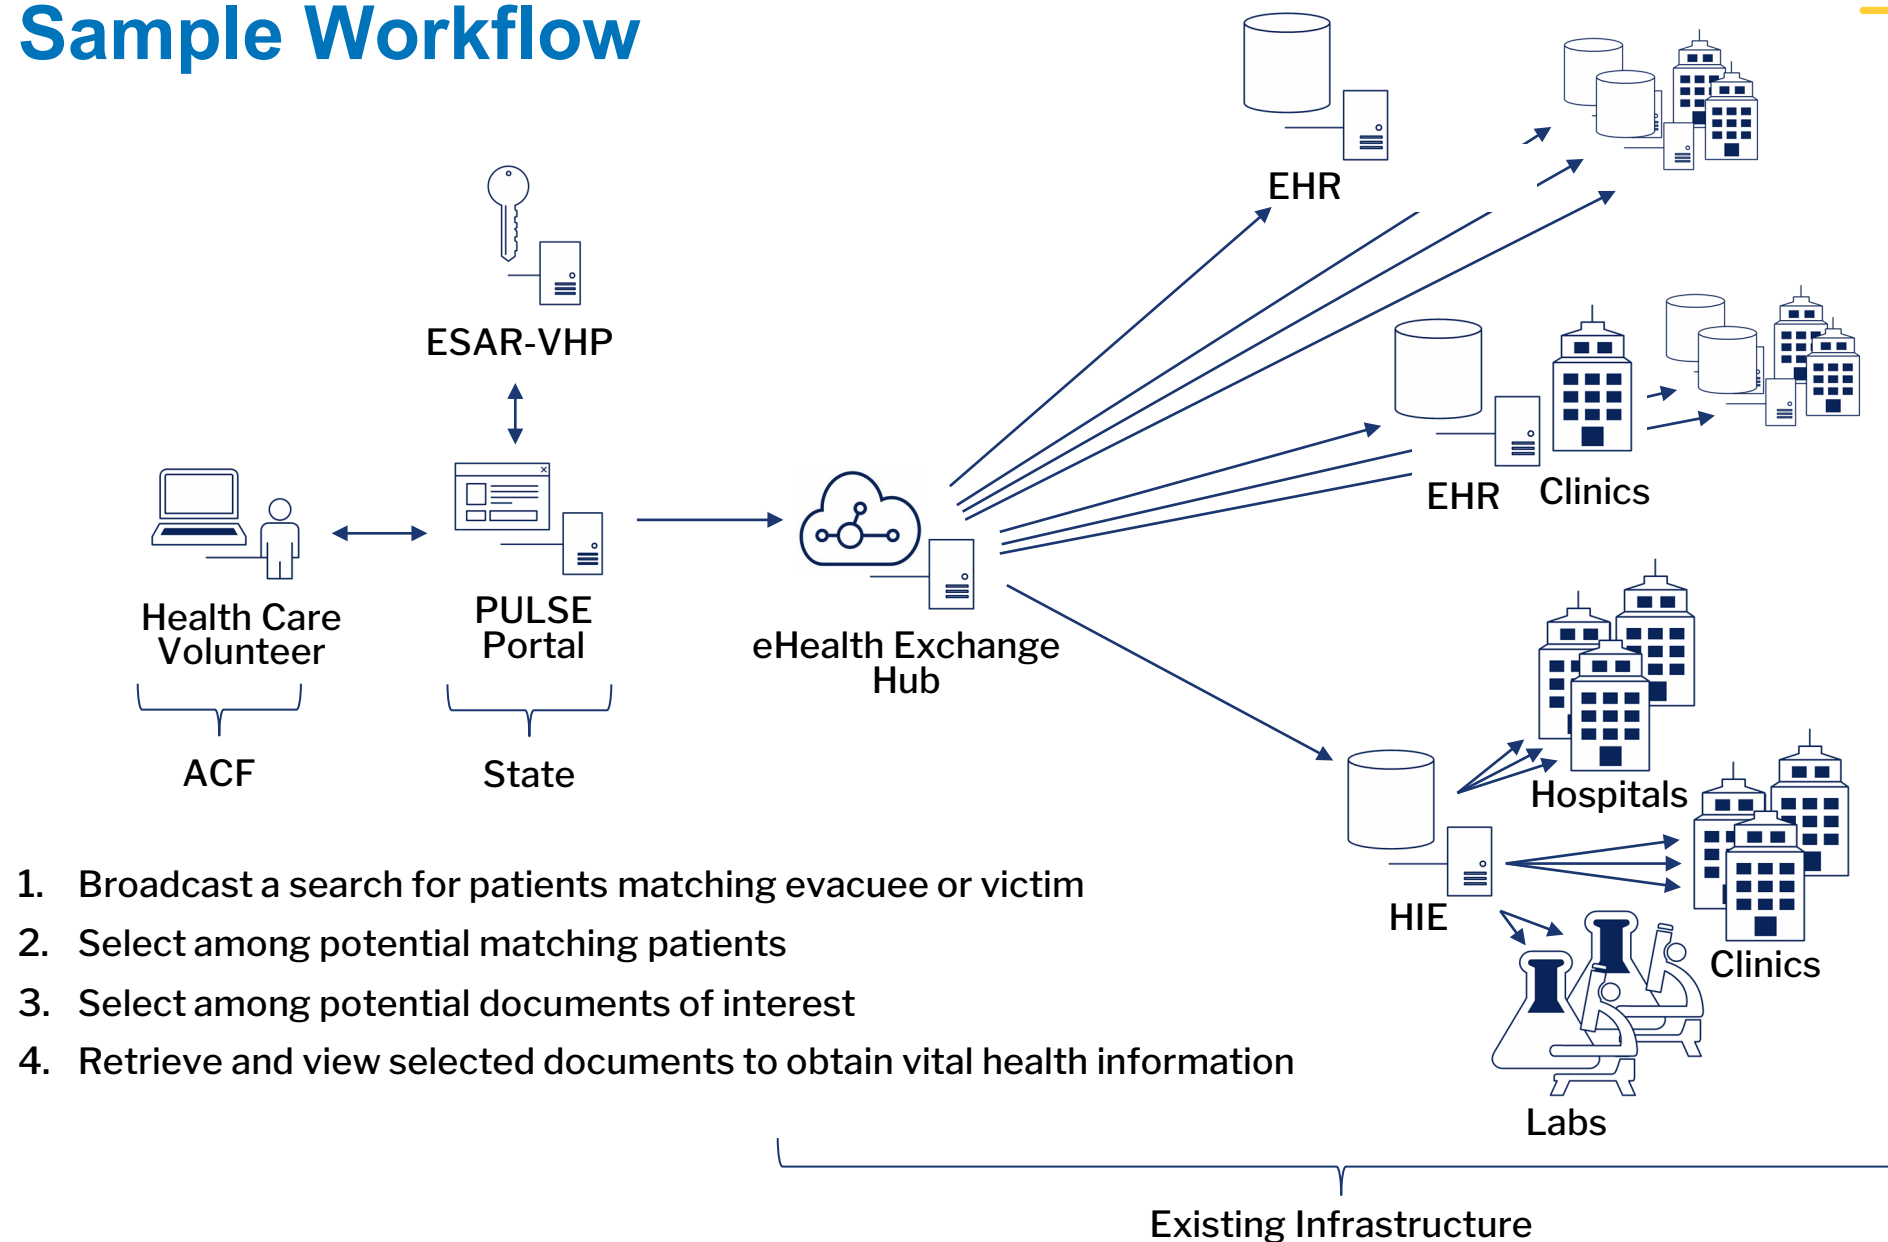 Sample Workflow
EHR
ESAR-VHP
EHR
Clinics
Health Care
Volunteer
PULSE
Portal
eHealth Exchange
Hub
ACF
State
Hospitals
HIE
Clinics
Labs
1. Broadcast a search for patients matching evacuee or victim
2. Select among potential matching patients
3. Select among potential documents of interest
4. Retrieve and view selected documents to obtain vital health information
Existing Infrastructure